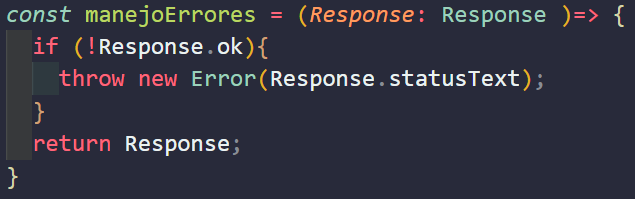 const manejoErrores = (Response: Response )=> {
if (!Response.ok){
throw new Error(Response.statusText);
}
return Response;
}